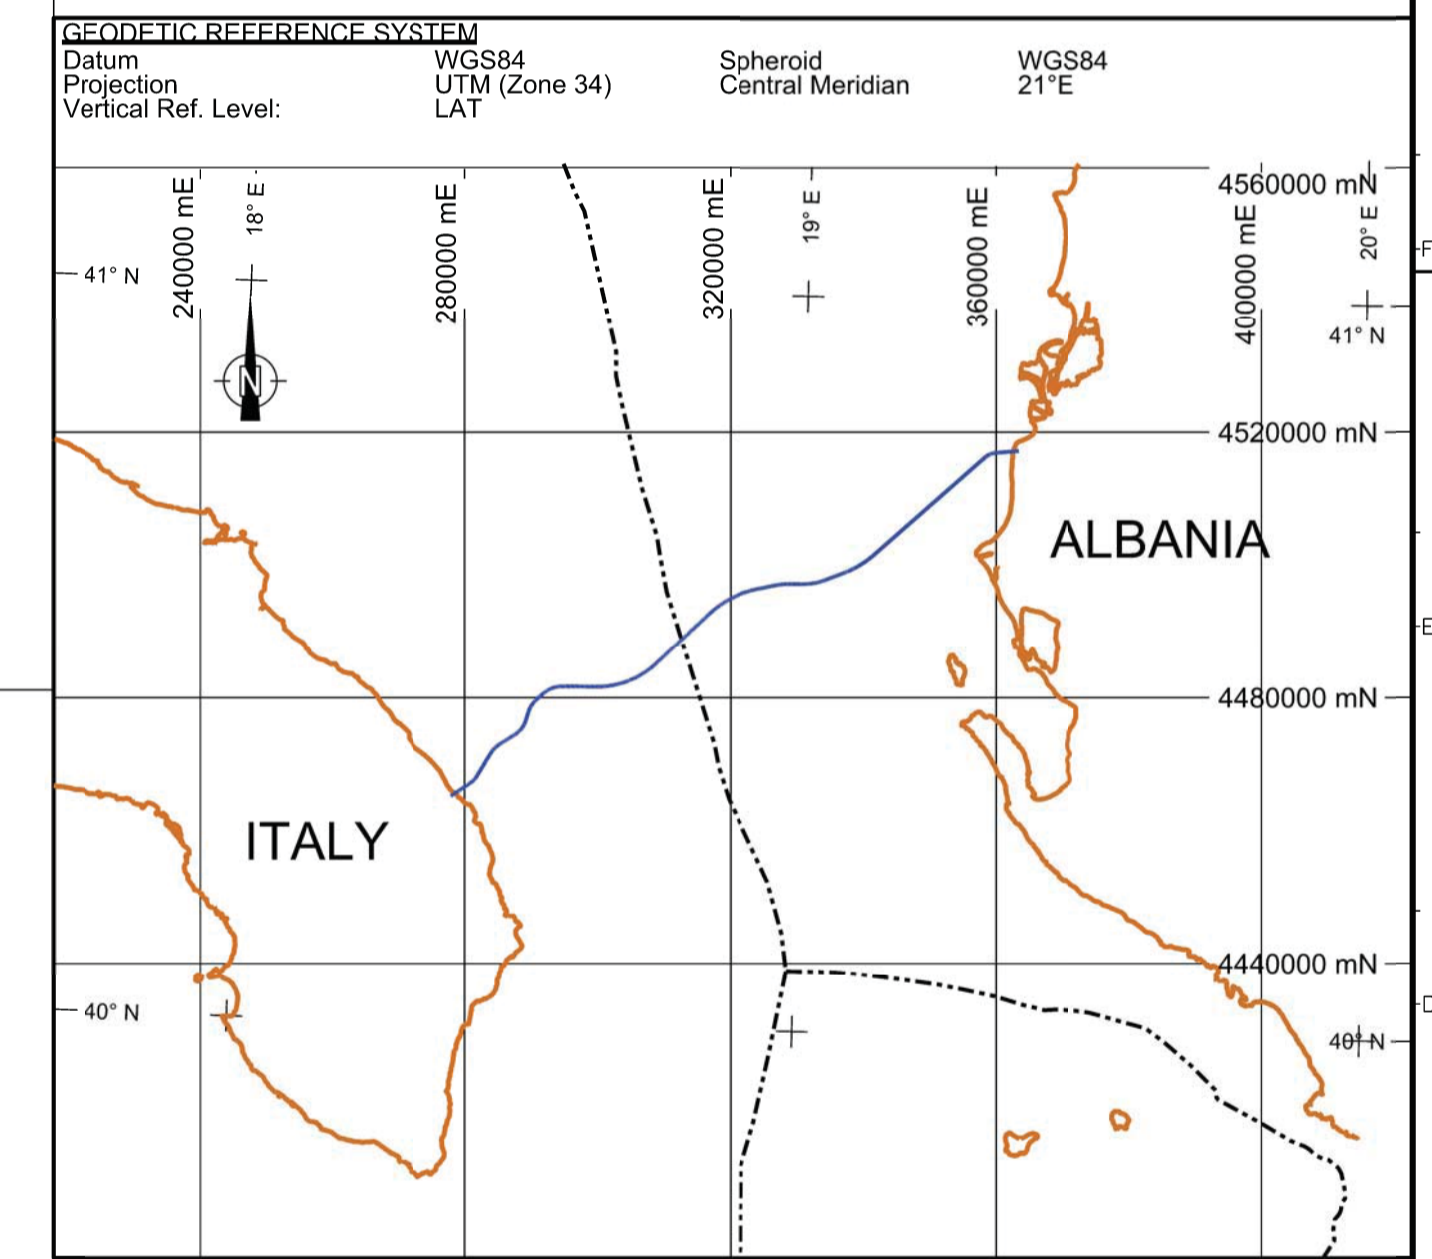 GEODETIC REFERENCE SYSTEM
Datum WGS84 Spheroid WGS84
Projection UTM (Zone 34) Central Meridian 21°E
Vertical Ref. Level: LAT
240000 mE
18° E
280000 mE
320000 mE
19° E
360000 mE
400000 mE
20° E
4560000 mN
41° N
41° N
F
N
4520000 mN
ALBANIA
E
4480000 mN
ITALY
4440000 mN
40° N
40° N